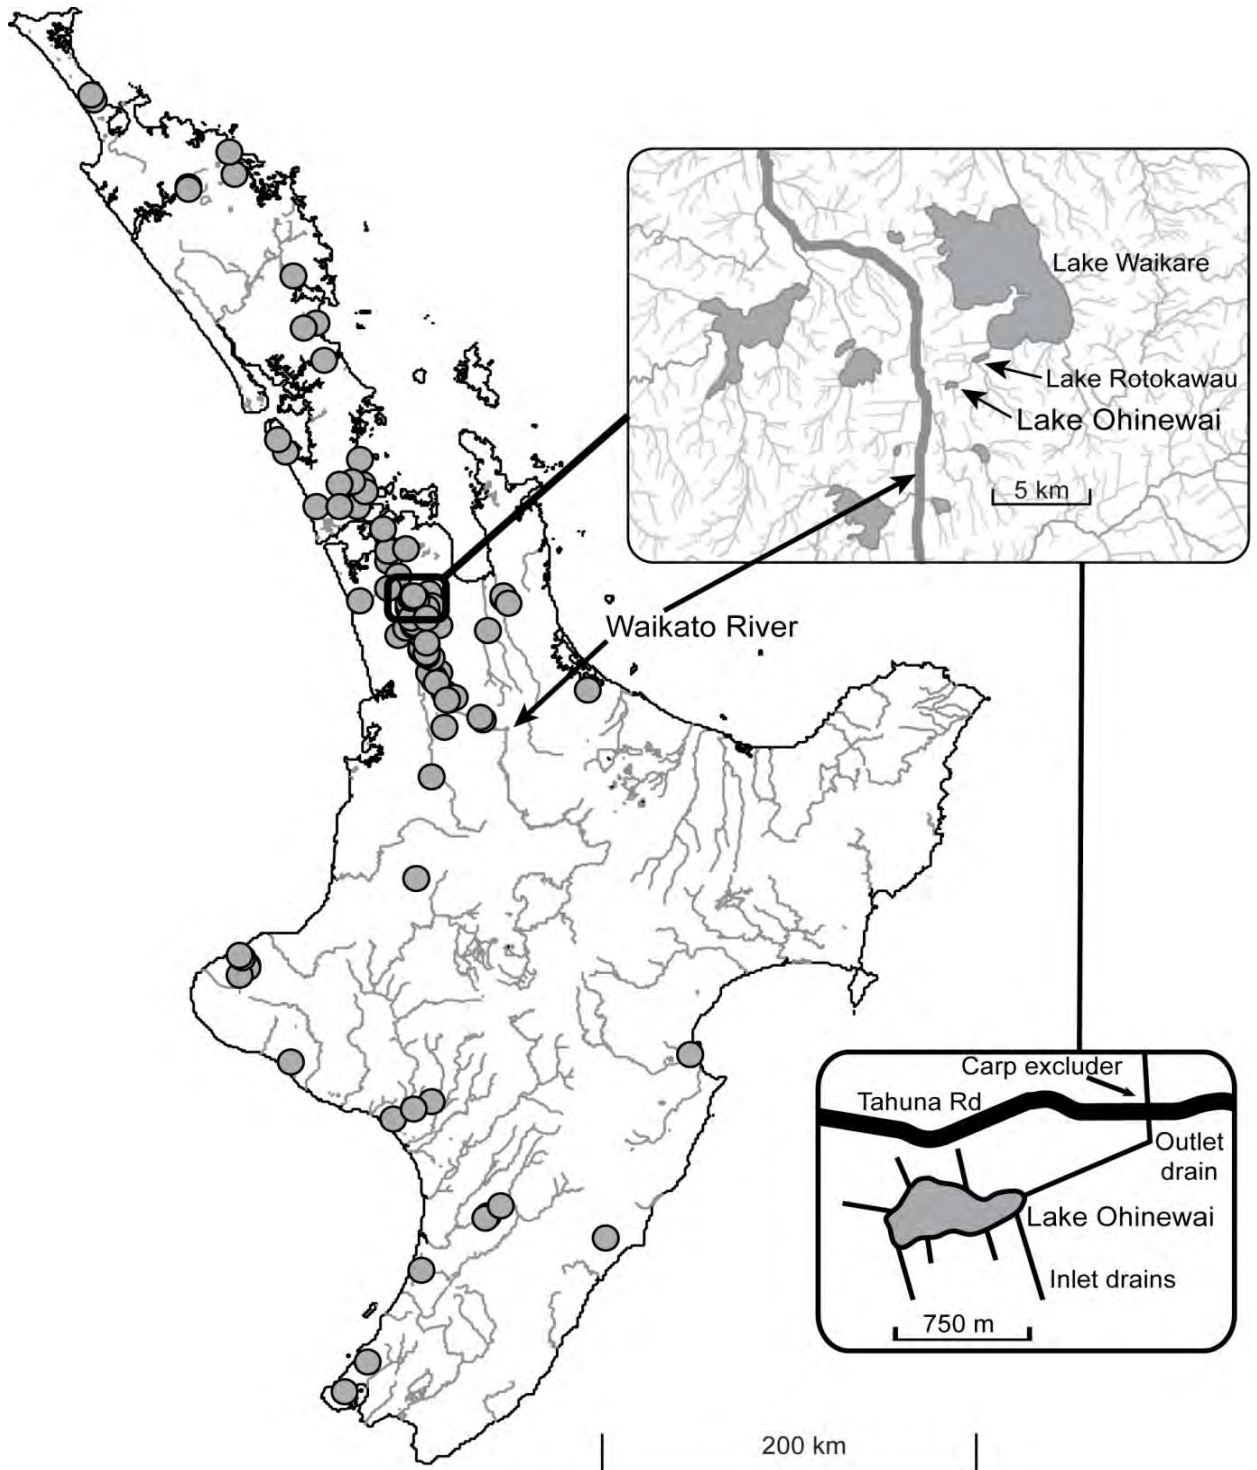 Lake Waikare
Lake Rotokawau
Lake Ohinewai
5 km
Waikato River
Carp excluder
Tahuna Rd
Outlet
drain
Lake Ohinewai
Inlet drains
750 m
200 km